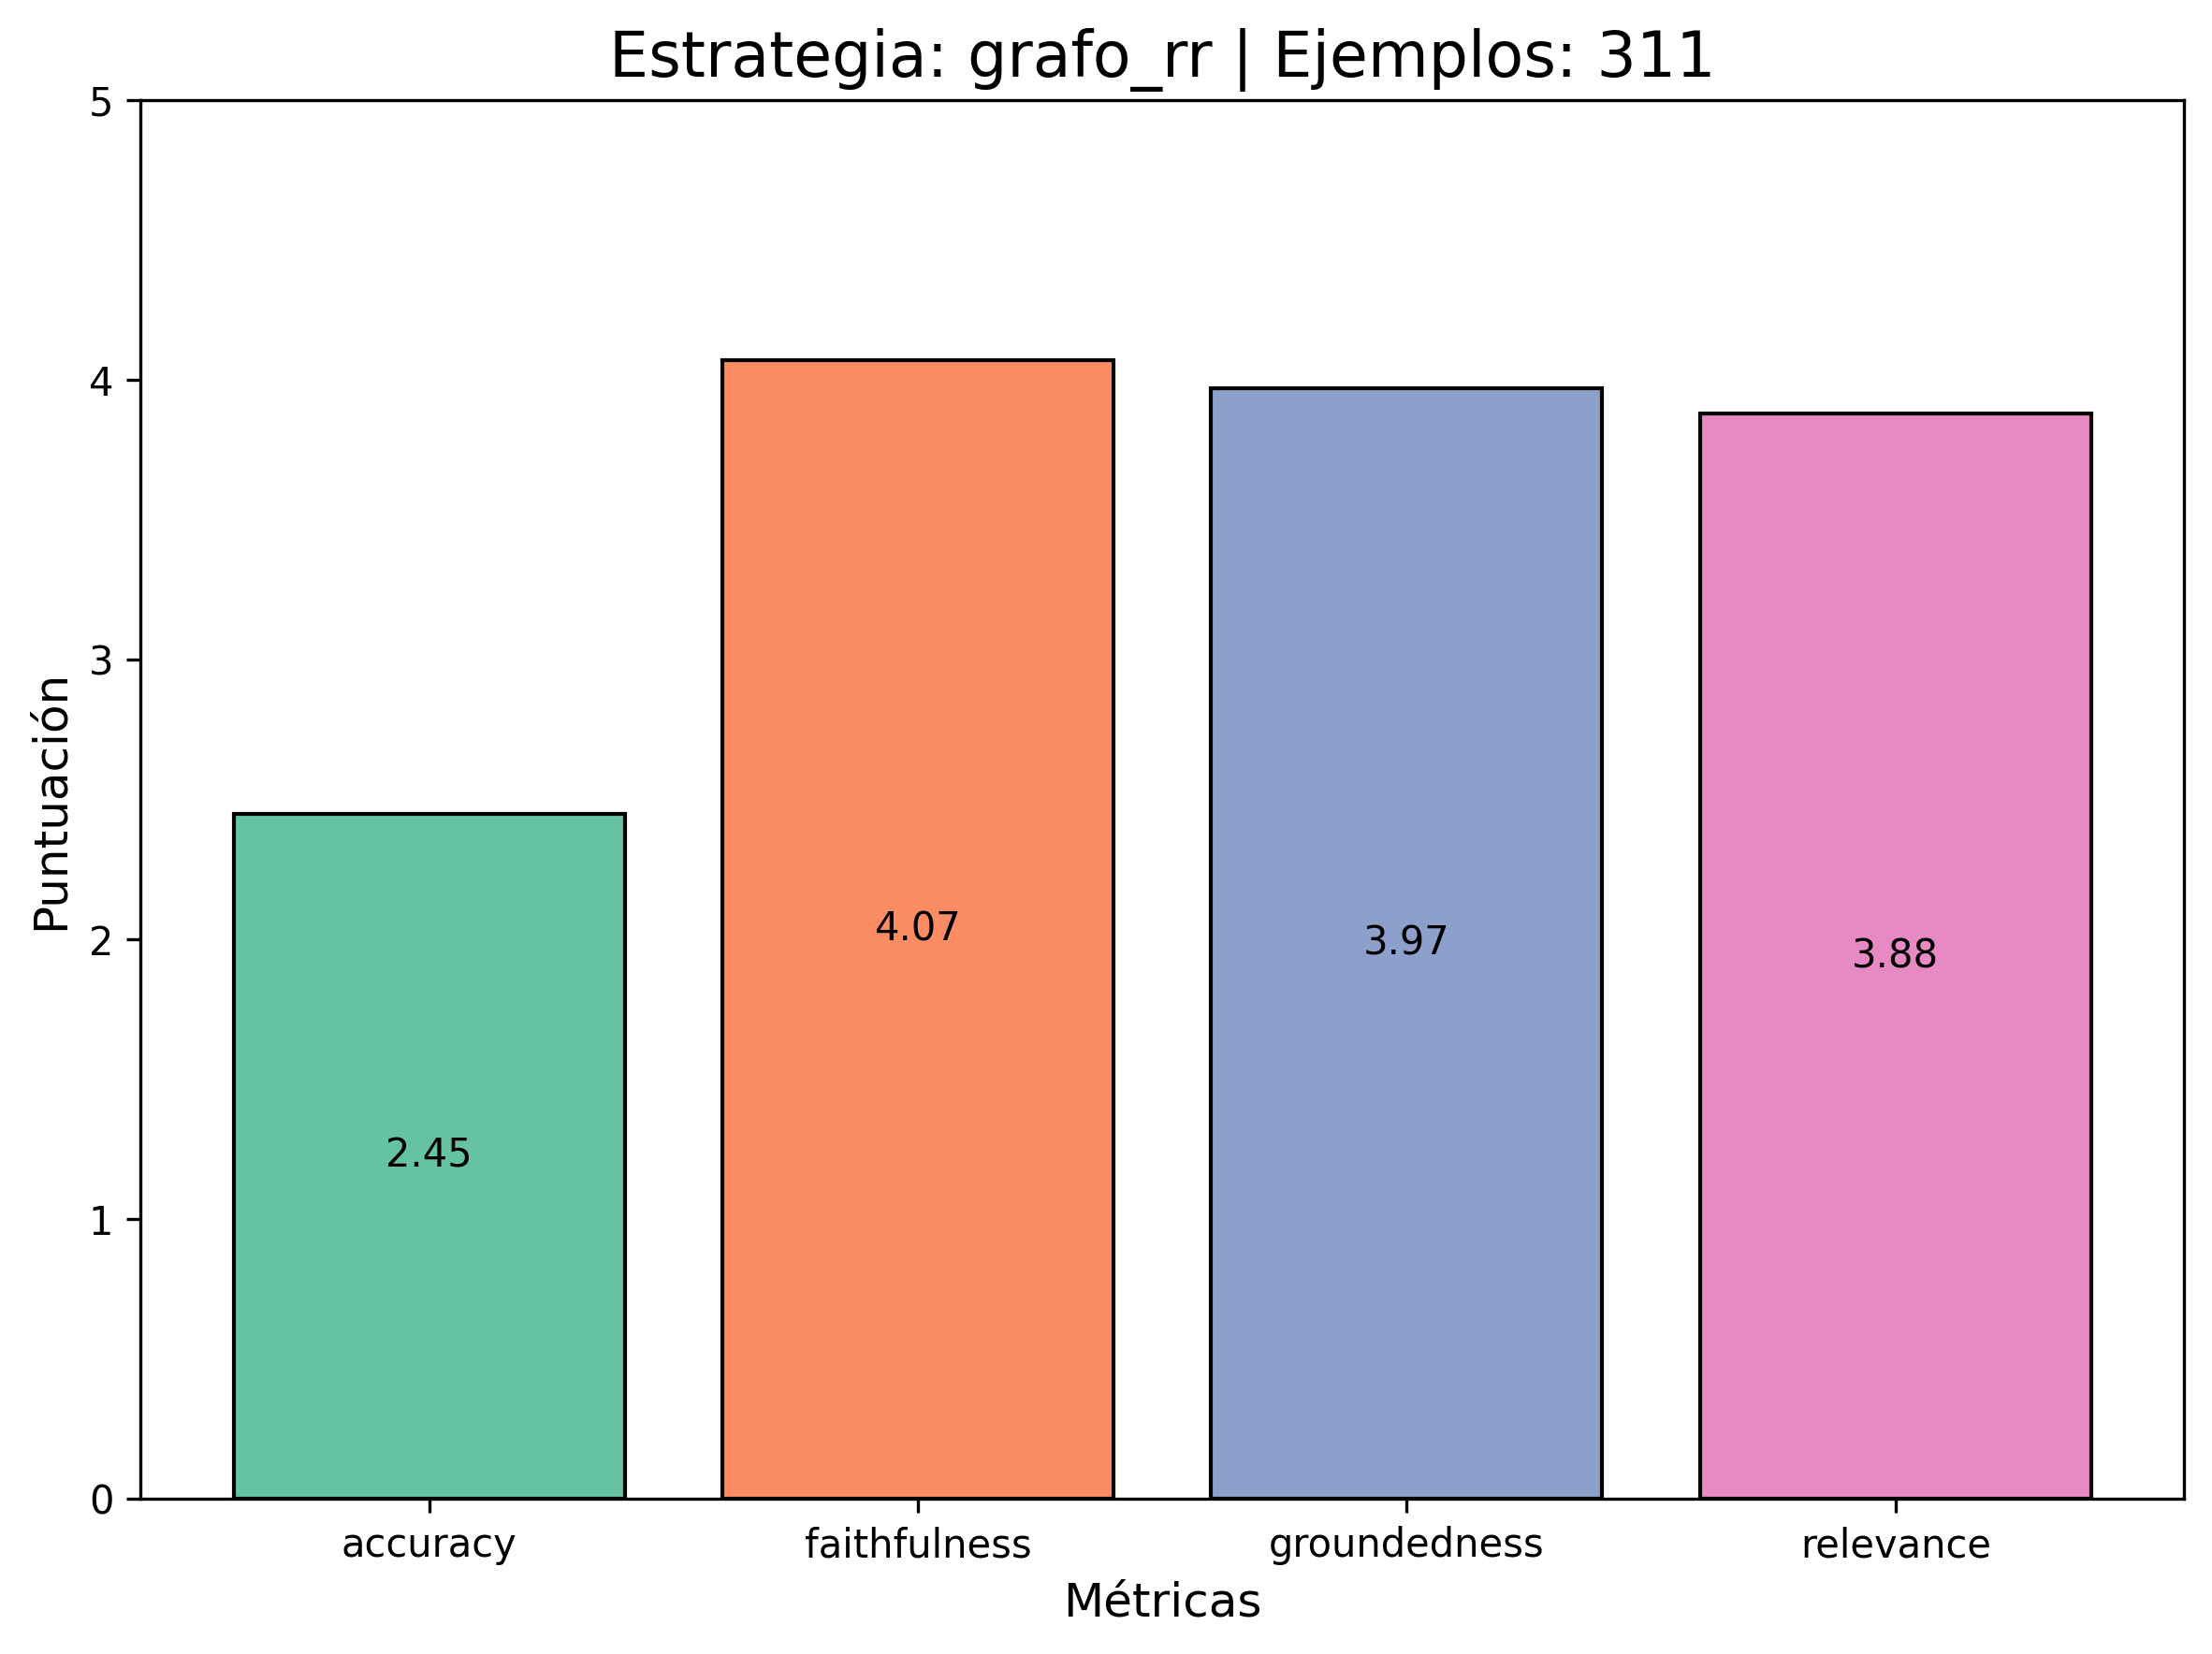 Estrategia: grafo_rr | Ejemplos: 311
Puntuación
5
4
3
2
1
0
2.45
4.07
3.97
3.88
accuracy
faithfulness
groundedness
relevance
Métricas